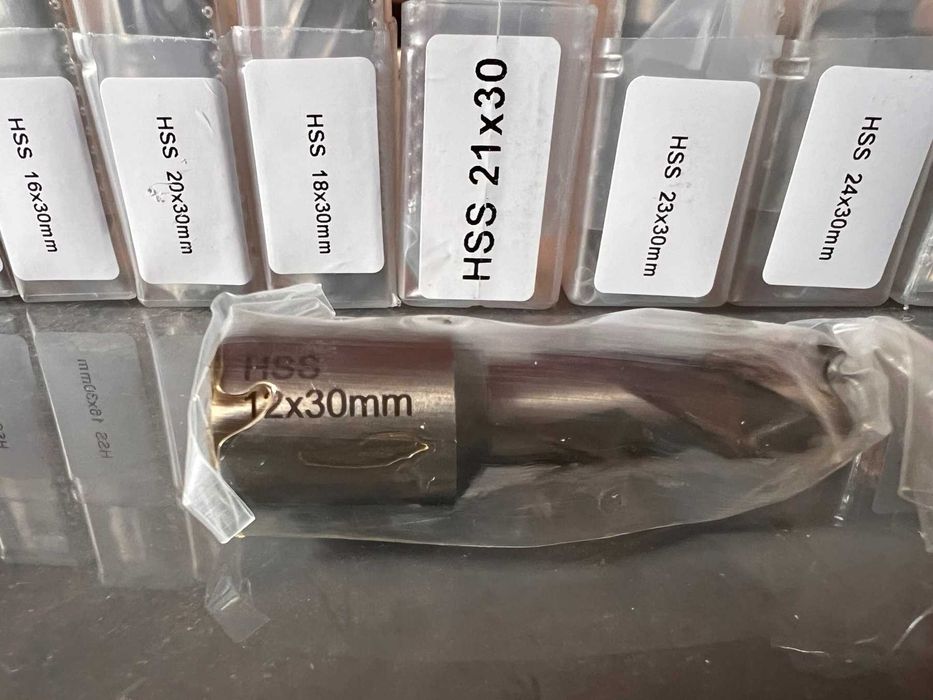 HSS 16x30mm
HSS 20x30mm
HSS 18x30mm
HSS 21x30
HSS 23x30mm
HSS 24x30mm
HSS
12x30mm